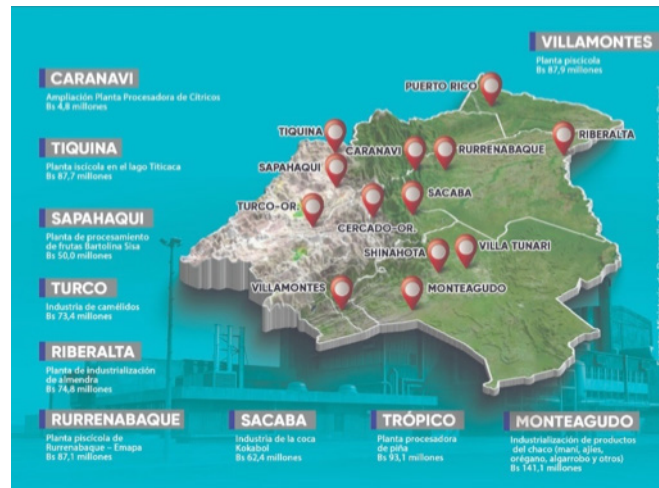 VILLAMONTES
Planta piscícola
Bs 87,9 millones
CARANAVI
Ampliación Planta Procesadora de Cítricos
Bs 4,8 millones
TIQUINA
Planta iscícola en el lago Titicaca
Bs 87,7 millones
SAPAHAQUI
Planta de procesamiento
de frutas Bartolina Sisa
Bs 50,0 millones
TURCO
Industria de camélidos
Bs 73,4 millones
RIBERALTA
Planta de industrialización
de almendra
Bs 74,8 millones
PUERTO RICO
TIQUINA
RIBERALTA
CARANAVI
RURRENABAQUE
SAPAHAQUI
SACABA
TURCO-OR.
CERCADO-OR.
SHINAHOTA
VILLA TUNARI
VILLAMONTES
MONTEAGUDO
RURRENABAQUE
Planta piscícola de
Rurrenabaque – Emapa
Bs 87,1 millones
SACABA
Industria de la coca
Kokabol
Bs 62,4 millones
TRÓPICO
Planta procesadora
de piña
Bs 93,1 millones
MONTEAGUDO
Industrialización de productos
del chaco (maní, ajíes,
orégano, algarrobo y otros)
Bs 141,1 millones